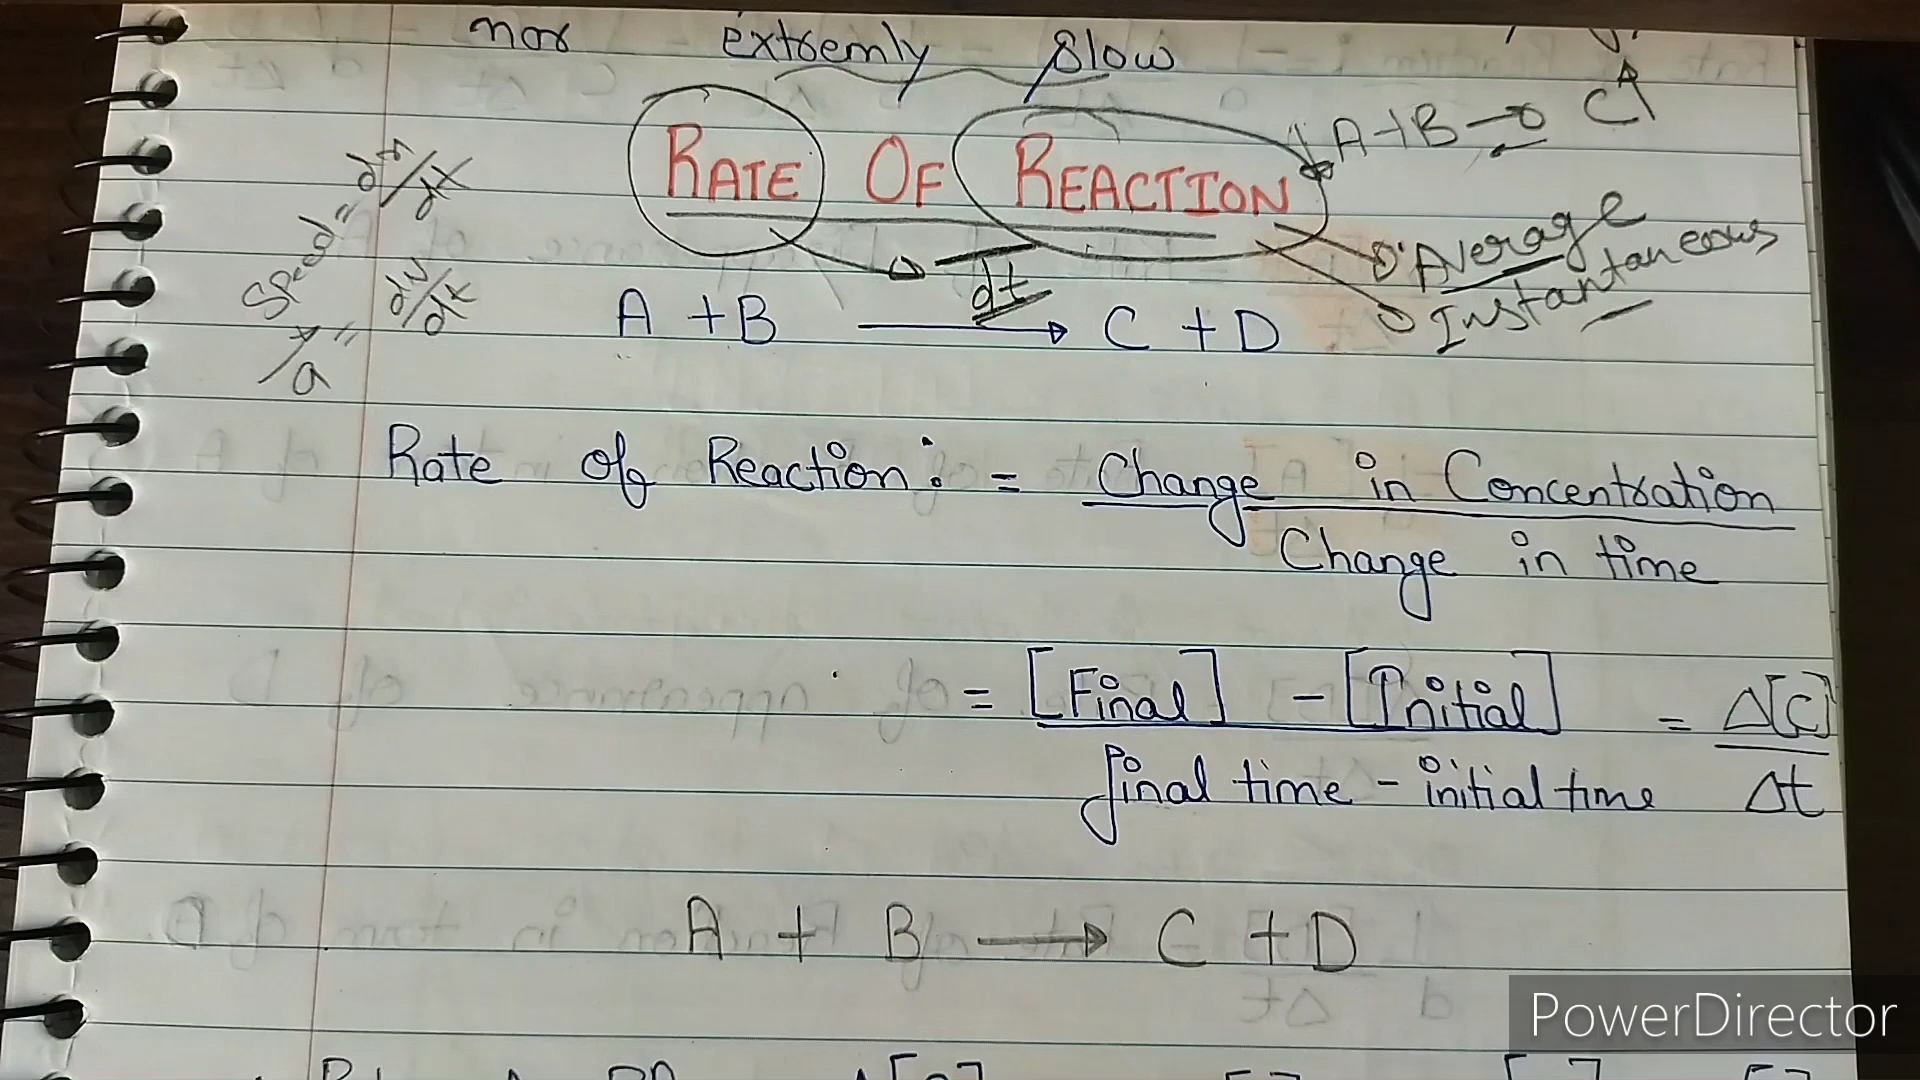 nor extremly slow
RATE OF REACTION
A+B → C↑
Speed = dx/dt
a = dv/dt
dt
Average
Instantaneous
A + B → C + D
Rate of Reaction: = Change in Concentration
Change in time
= [Final] - [Initial] = Δ[C]
final time - initial time Δt
A + B → C + D
PowerDirector